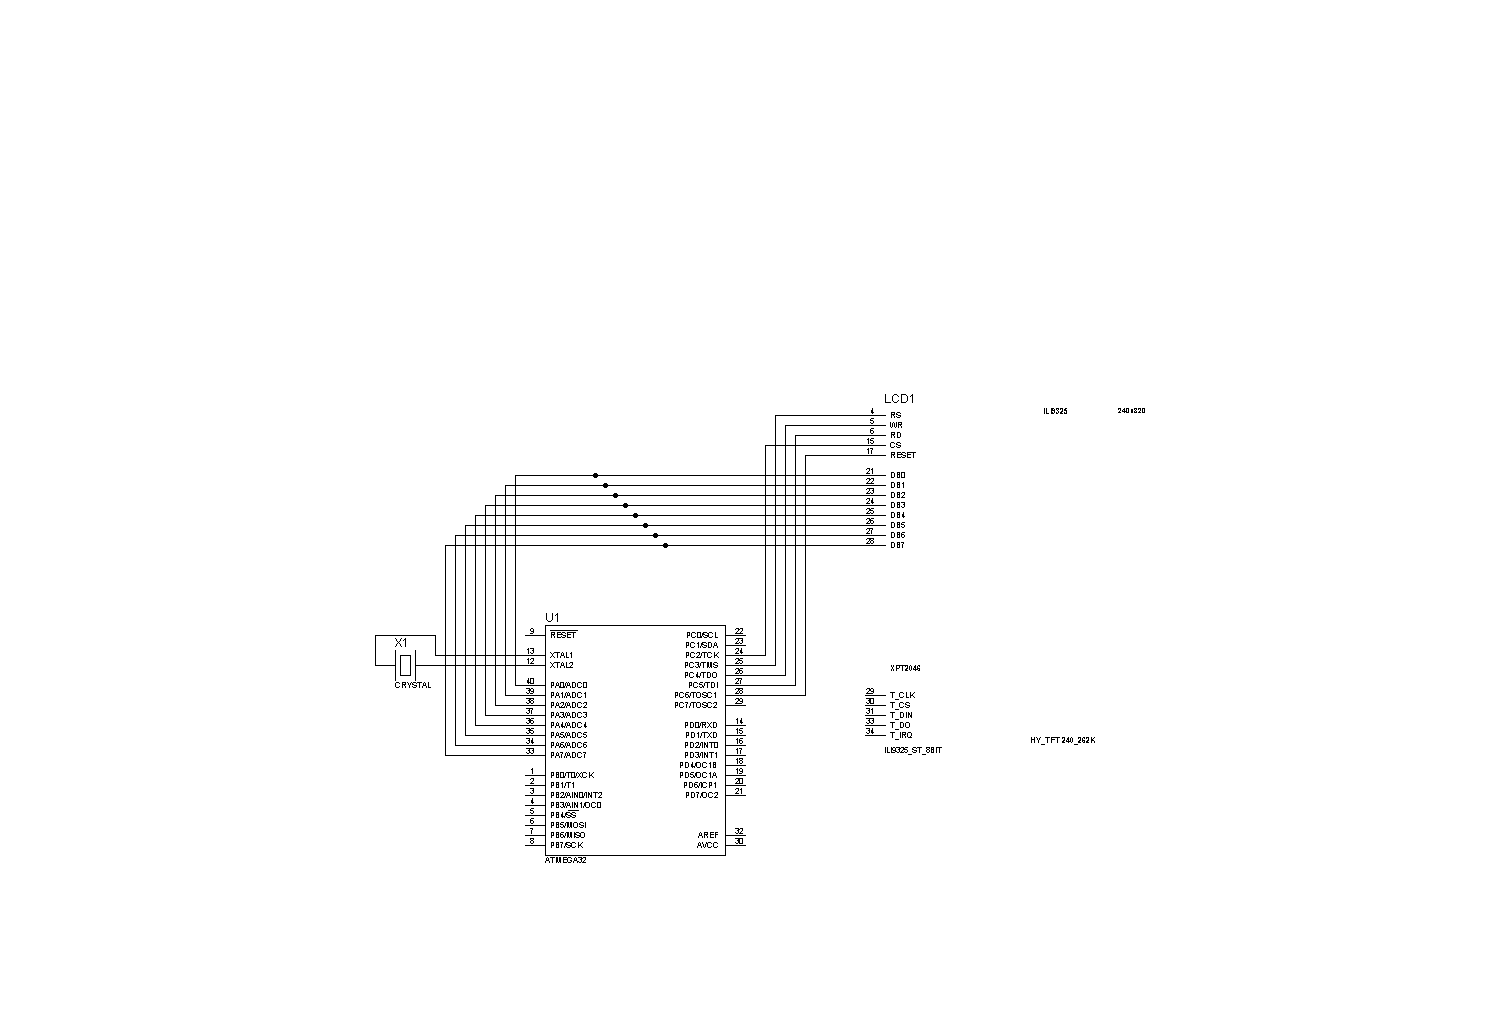 LCD1
4 RS
5 WR
6 RD
15 CS
17 RESET
ILI9325 240x320
21 DB0
22 DB1
23 DB2
24 DB3
25 DB4
26 DB5
27 DB6
28 DB7
U1
9 RESET
13 XTAL1
12 XTAL2
X1
CRYSTAL
40 PA0/ADC0
39 PA1/ADC1
38 PA2/ADC2
37 PA3/ADC3
36 PA4/ADC4
35 PA5/ADC5
34 PA6/ADC6
33 PA7/ADC7
1 PB0/T0/XCK
2 PB1/T1
3 PB2/AIN0/INT2
4 PB3/AIN1/OC0
5 PB4/SS
6 PB5/MOSI
7 PB6/MISO
8 PB7/SCK
PC0/SCL 22
PC1/SDA 23
PC2/TCK 24
PC3/TMS 25
PC4/TDO 26
PC5/TDI 27
PC6/TOSC1 28
PC7/TOSC2 29
PD0/RXD 14
PD1/TXD 15
PD2/INT0 16
PD3/INT1 17
PD4/OC1B 18
PD5/OC1A 19
PD6/ICP1 20
PD7/OC2 21
AREF 32
AVCC 30
ATMEGA32
XPT2046
29 T_CLK
30 T_CS
31 T_DIN
33 T_DO
34 T_IRQ
HY_TFT240_262K
ILI9325_ST_8BIT